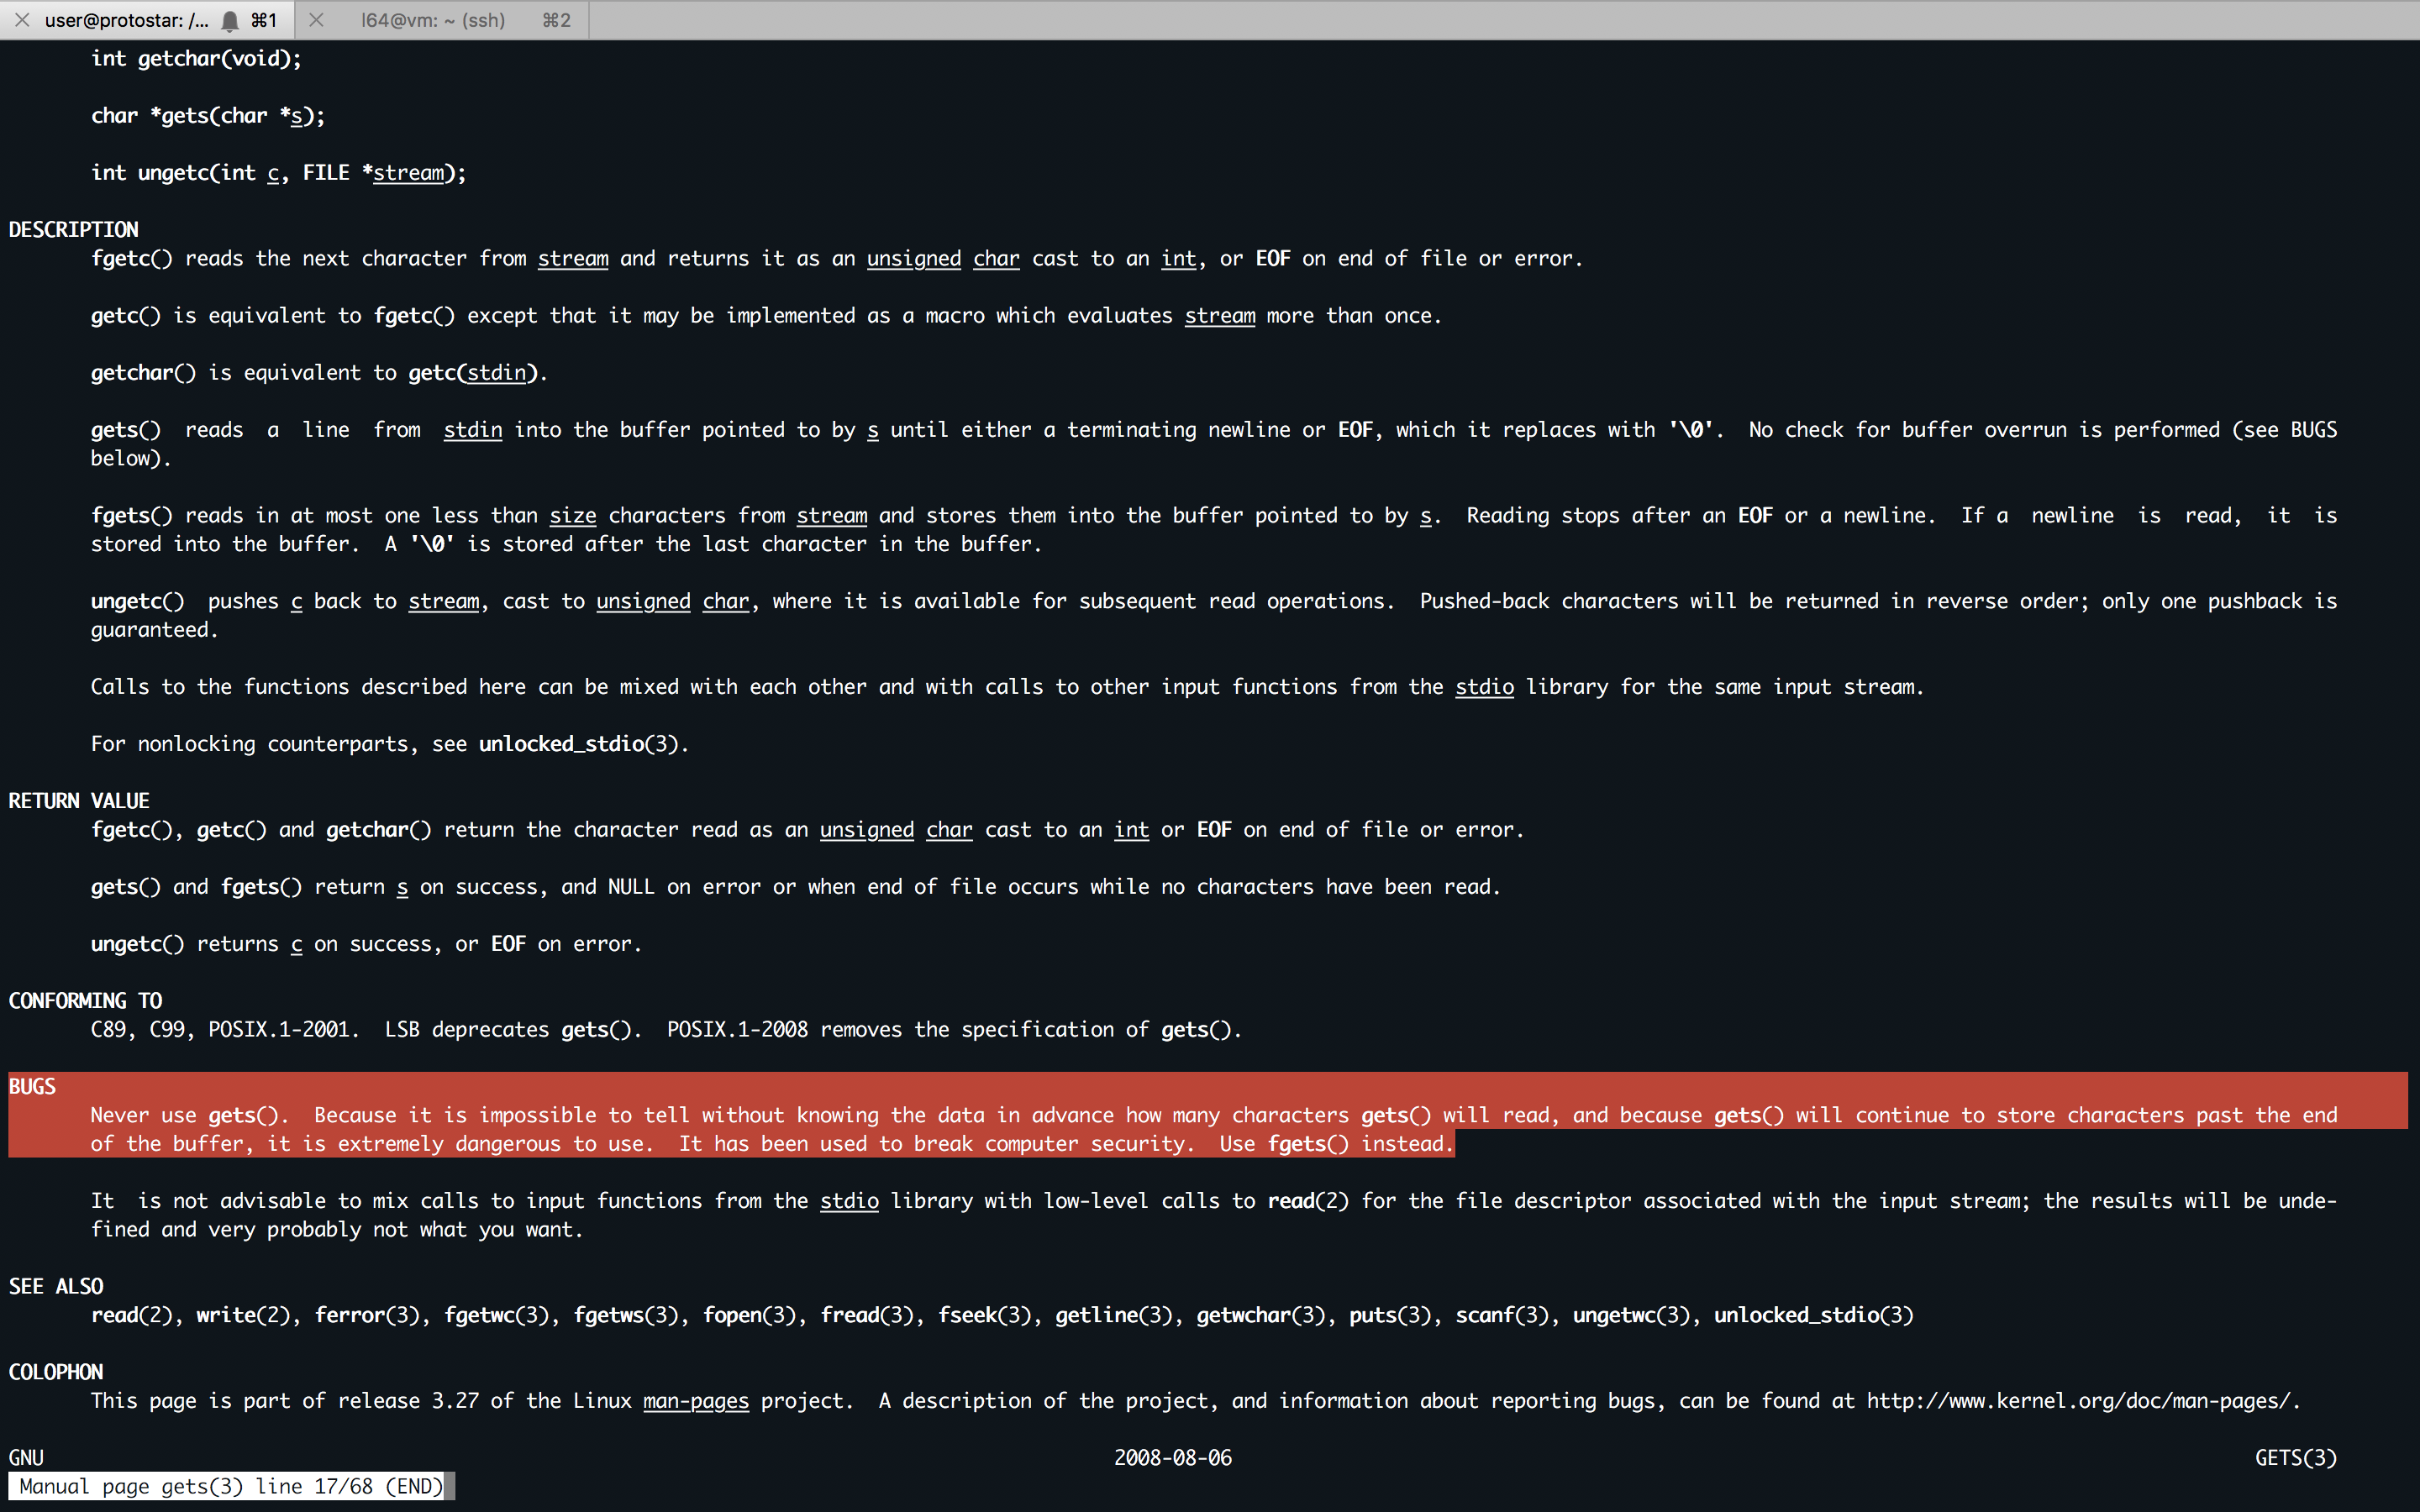 user@protostar: /... ⌘1 l64@vm: ~ (ssh) ⌘2
int getchar(void);
char *gets(char *s);
int ungetc(int c, FILE *stream);
DESCRIPTION
fgetc() reads the next character from stream and returns it as an unsigned char cast to an int, or EOF on end of file or error.
getc() is equivalent to fgetc() except that it may be implemented as a macro which evaluates stream more than once.
getchar() is equivalent to getc(stdin).
gets() reads a line from stdin into the buffer pointed to by s until either a terminating newline or EOF, which it replaces with '\0'. No check for buffer overrun is performed (see BUGS
below).
fgets() reads in at most one less than size characters from stream and stores them into the buffer pointed to by s. Reading stops after an EOF or a newline. If a newline is read, it is
stored into the buffer. A '\0' is stored after the last character in the buffer.
ungetc() pushes c back to stream, cast to unsigned char, where it is available for subsequent read operations. Pushed-back characters will be returned in reverse order; only one pushback is
guaranteed.
Calls to the functions described here can be mixed with each other and with calls to other input functions from the stdio library for the same input stream.
For nonlocking counterparts, see unlocked_stdio(3).
RETURN VALUE
fgetc(), getc() and getchar() return the character read as an unsigned char cast to an int or EOF on end of file or error.
gets() and fgets() return s on success, and NULL on error or when end of file occurs while no characters have been read.
ungetc() returns c on success, or EOF on error.
CONFORMING TO
C89, C99, POSIX.1-2001. LSB deprecates gets(). POSIX.1-2008 removes the specification of gets().
BUGS
Never use gets(). Because it is impossible to tell without knowing the data in advance how many characters gets() will read, and because gets() will continue to store characters past the end
of the buffer, it is extremely dangerous to use. It has been used to break computer security. Use fgets() instead.
It is not advisable to mix calls to input functions from the stdio library with low-level calls to read(2) for the file descriptor associated with the input stream; the results will be unde-
fined and very probably not what you want.
SEE ALSO
read(2), write(2), ferror(3), fgetwc(3), fgetws(3), fopen(3), fread(3), fseek(3), getline(3), getwchar(3), puts(3), scanf(3), ungetwc(3), unlocked_stdio(3)
COLOPHON
This page is part of release 3.27 of the Linux man-pages project. A description of the project, and information about reporting bugs, can be found at http://www.kernel.org/doc/man-pages/.
GNU 2008-08-06 GETS(3)
Manual page gets(3) line 17/68 (END)